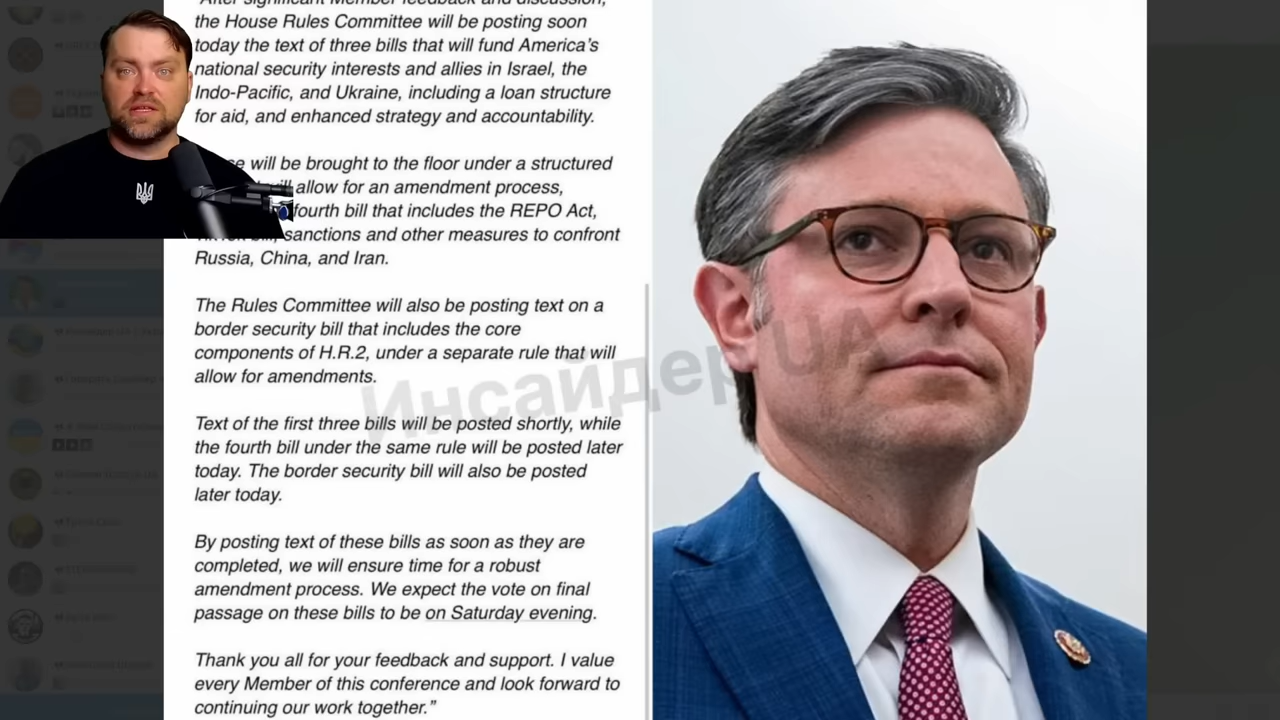 "After significant Member feedback and discussion,
the House Rules Committee will be posting soon
today the text of three bills that will fund America's
national security interests and allies in Israel, the
Indo-Pacific, and Ukraine, including a loan structure
for aid, and enhanced strategy and accountability.
will be brought to the floor under a structured
allow for an amendment process,
fourth bill that includes the REPO Act,
sanctions and other measures to confront
Russia, China, and Iran.
The Rules Committee will also be posting text on a
border security bill that includes the core
components of H.R.2, under a separate rule that will
allow for amendments.
Инсайдер UA
Text of the first three bills will be posted shortly, while
the fourth bill under the same rule will be posted later
today. The border security bill will also be posted
later today.
By posting text of these bills as soon as they are
completed, we will ensure time for a robust
amendment process. We expect the vote on final
passage on these bills to be on Saturday evening.
Thank you all for your feedback and support. I value
every Member of this conference and look forward to
continuing our work together."